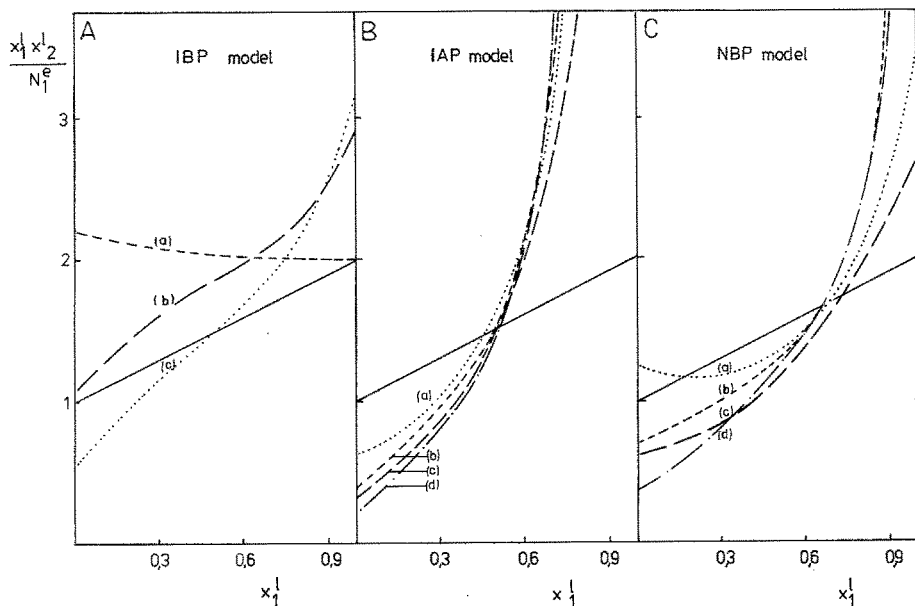 A
B
C
x₁ˡ x₂ˡ
N₁ᵉ
IBP model
IAP model
NBP model
3
2
1
(a)
(b)
(c)
(a)
(b)
(c)
(d)
(a)
(b)
(c)
(d)
0,3 0,6 0,9
0,3 0,6 0,9
0,3 0,6 0,9
x₁ˡ
x₁ˡ
x₁ˡ